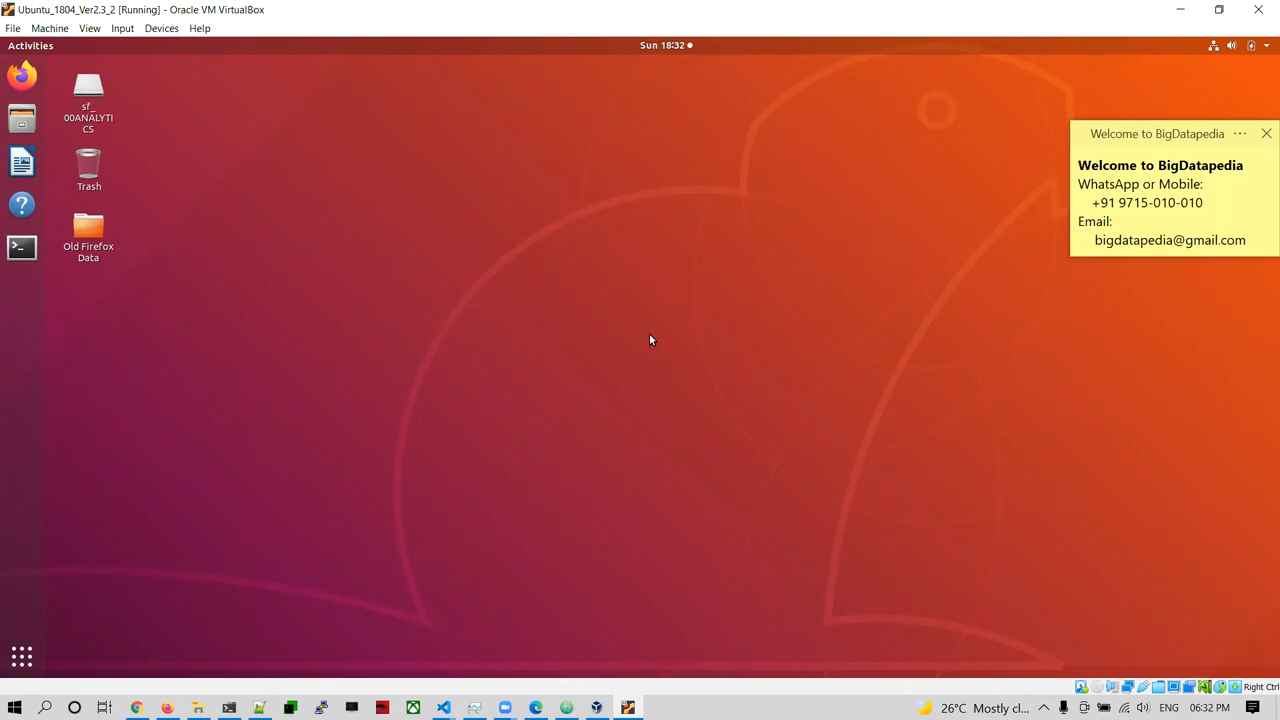 Ubuntu_1804_Ver2.3_2 [Running] - Oracle VM VirtualBox
File Machine View Input Devices Help
Activities
Sun 18:32
sf_
00ANALYTI
CS
Trash
Old Firefox
Data
Welcome to BigDatapedia
Welcome to BigDatapedia
WhatsApp or Mobile:
+91 9715-010-010
Email:
bigdatapedia@gmail.com
Right Ctrl
26°C Mostly cl...
ENG
06:32 PM